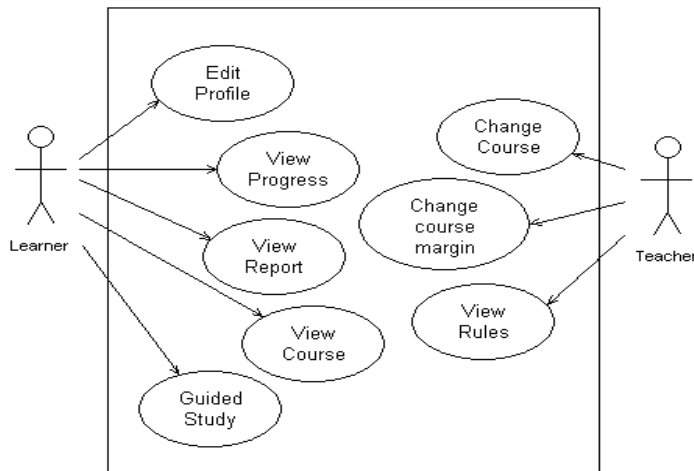 Edit
Profile
View
Progress
Learner
View
Report
View
Course
Guided
Study
Change
Course
Change
course
margin
Teacher
View
Rules